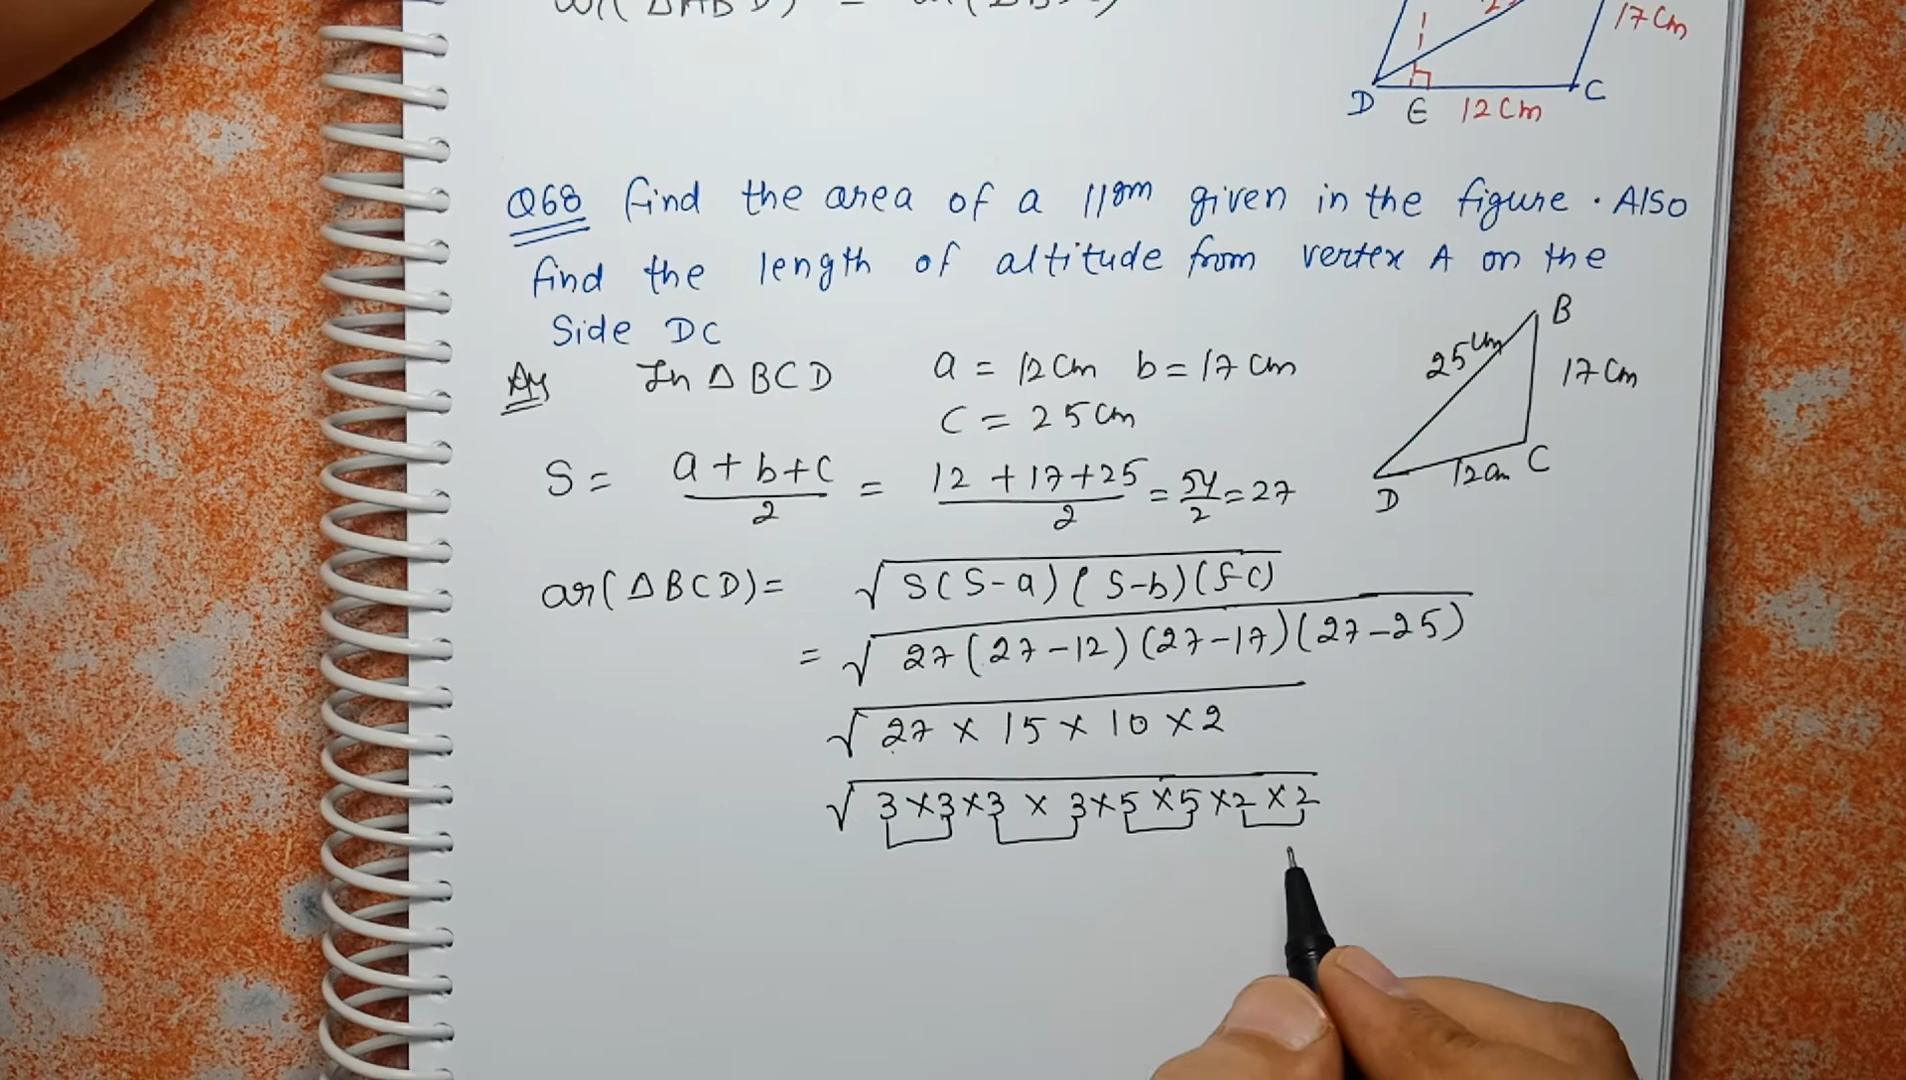 17 Cm
D E 12 Cm C
Q68 find the area of a ||gm given in the figure. Also
find the length of altitude from vertex A on the
Side DC
Ans In △ BCD a = 12 Cm b = 17 Cm
C = 25 Cm
B
25 Cm
17 Cm
C
12 Cm
D
S = a + b + c / 2 = 12 + 17 + 25 / 2 = 54 / 2 = 27
ar(△BCD) = √S(S-a)(S-b)(S-C)
= √27(27-12)(27-17)(27-25)
√27 × 15 × 10 × 2
√3×3×3×3×5×5×2×2